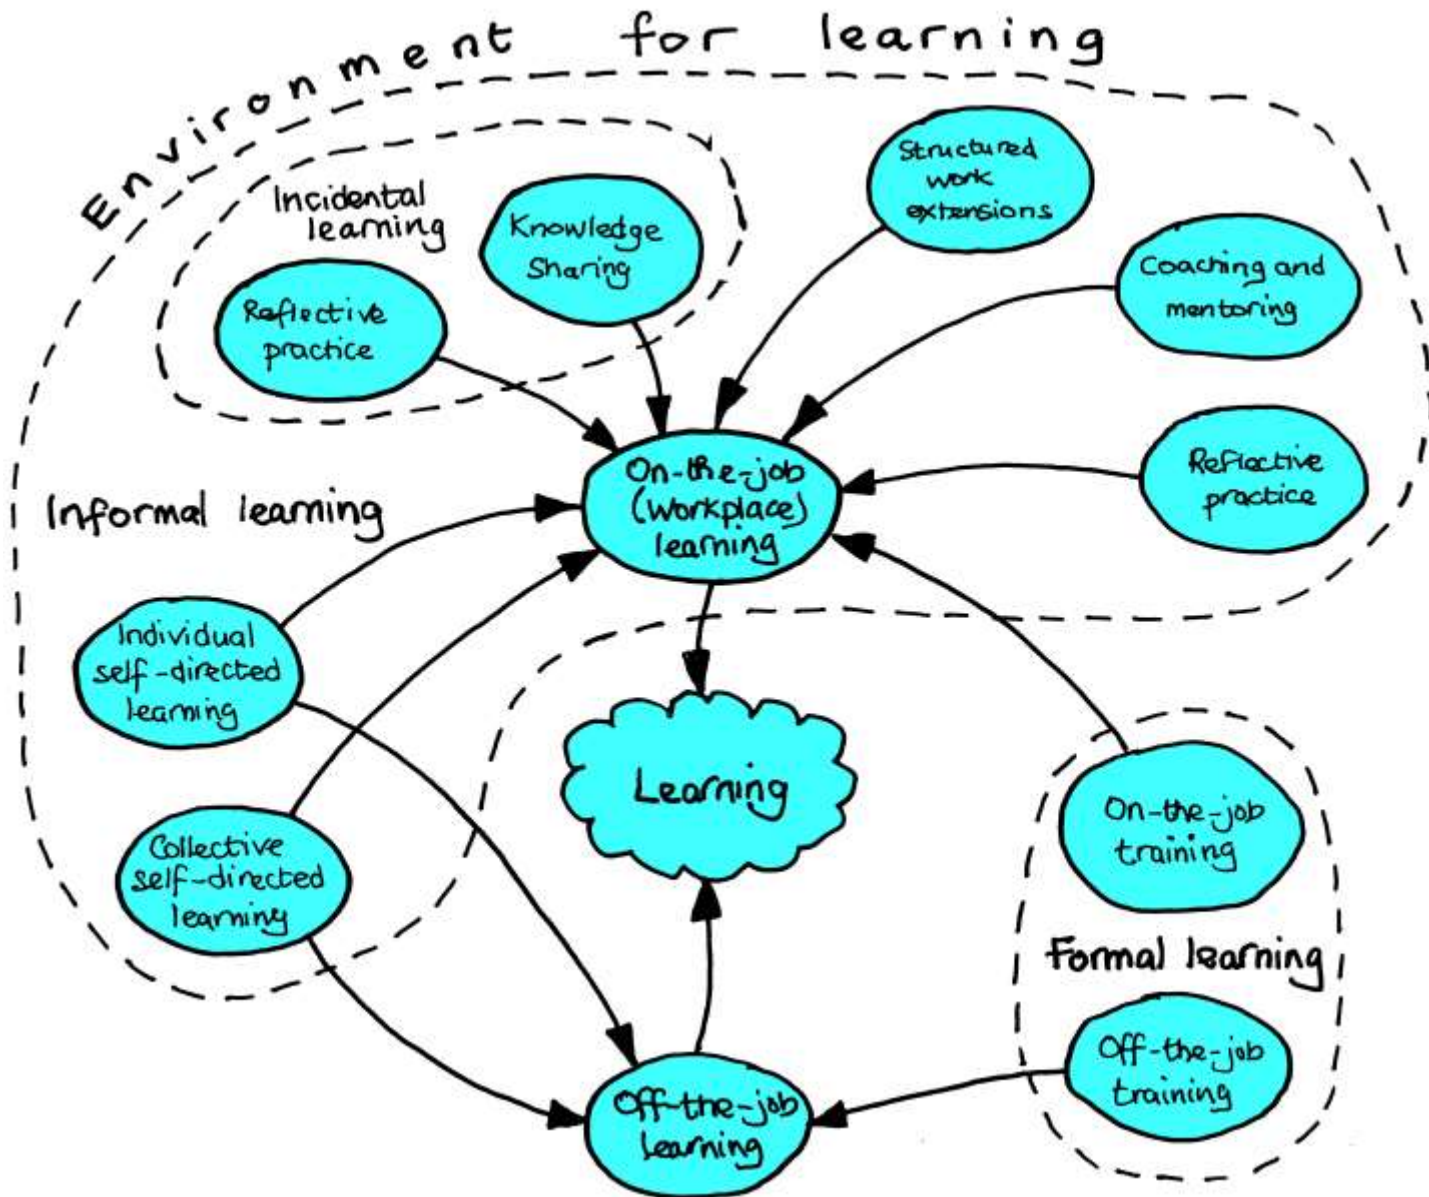 Environment for learning
Incidental
learning
Knowledge
Sharing
Reflective
practice
Structured
work
extensions
Coaching and
mentoring
Reflective
practice
On-the-job
(workplace)
learning
Informal learning
Individual
self-directed
learning
Collective
self-directed
learning
Learning
On-the-job
training
Formal learning
Off-the-job
training
Off-the-job
learning